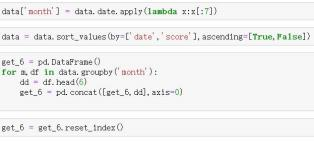 data['month'] = data.date.apply(lambda x:x[:7])
data = data.sort_values(by=['date','score'],ascending=[True,False])
get_6 = pd.DataFrame()
for m,df in data.groupby('month'):
    dd = df.head(6)
    get_6 = pd.concat([get_6,dd],axis=0)
get_6 = get_6.reset_index()